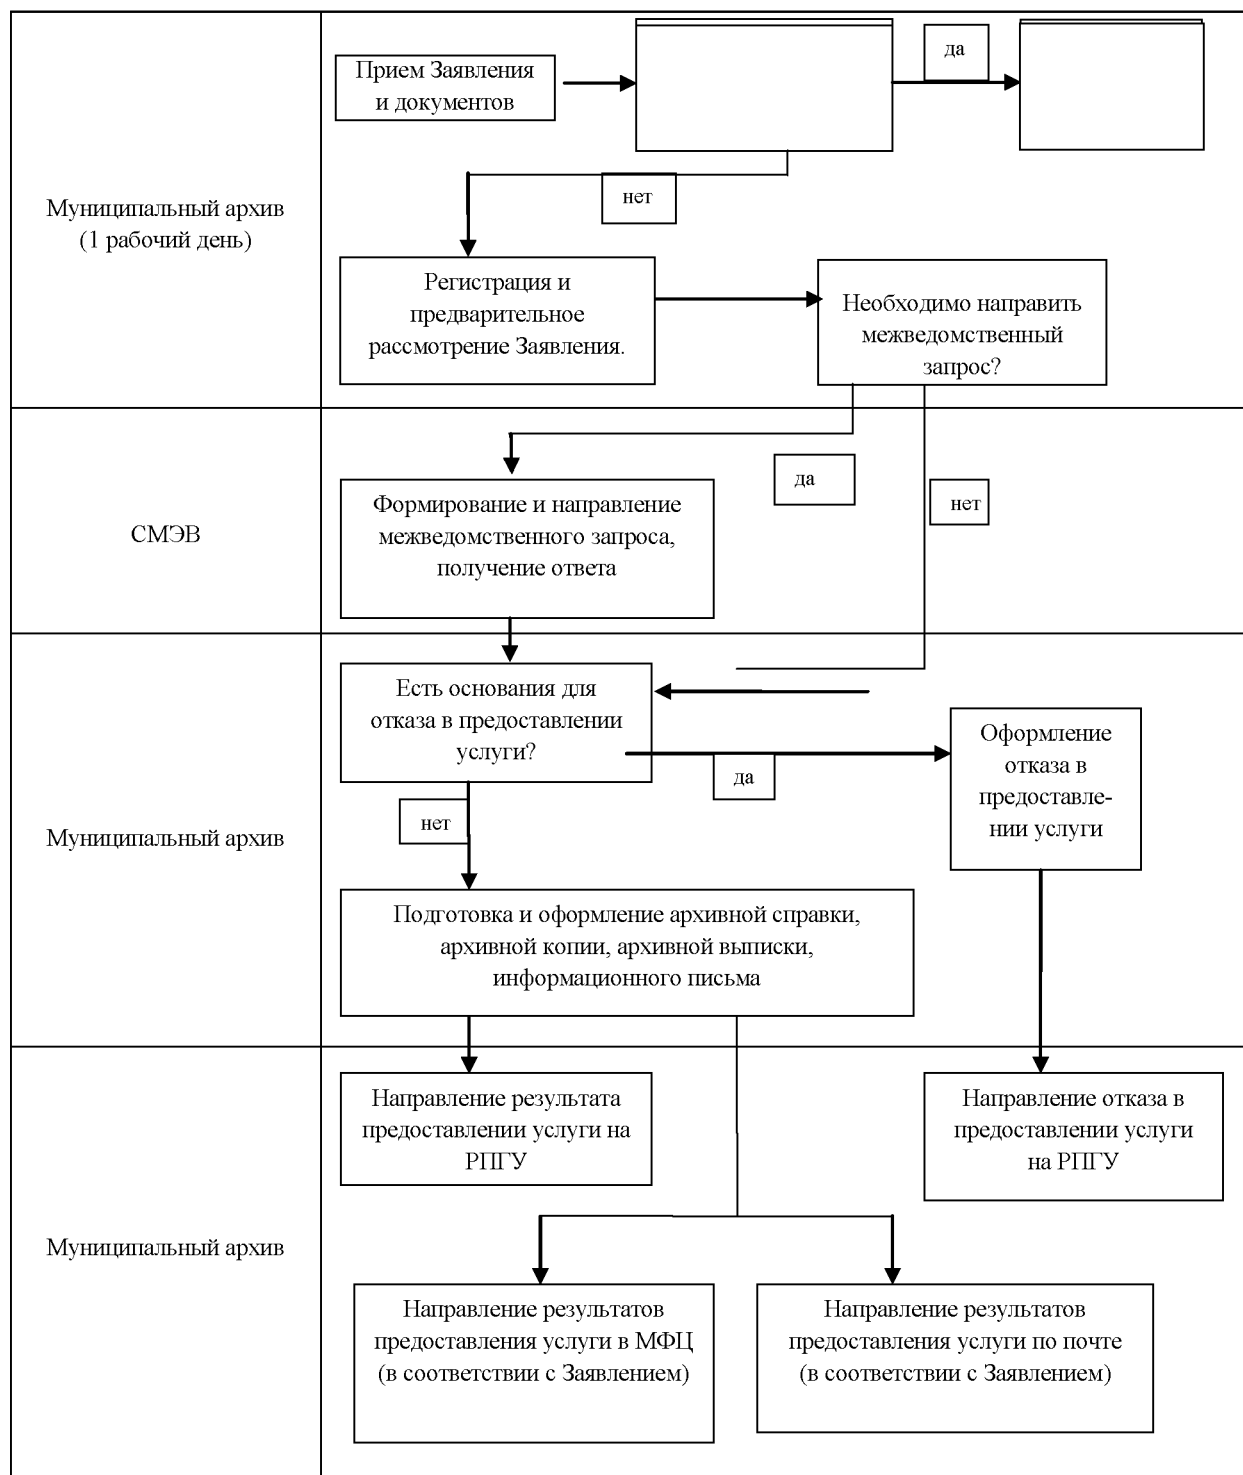 Прием Заявления
и документов
да
нет
Муниципальный архив
(1 рабочий день)
Регистрация и
предварительное
рассмотрение Заявления.
Необходимо направить
межведомственный
запрос?
да
нет
СМЭВ
Формирование и направление
межведомственного запроса,
получение ответа
Есть основания для
отказа в предоставлении
услуги?
да
Оформление
отказа в
предоставле-
нии услуги
нет
Муниципальный архив
Подготовка и оформление архивной справки,
архивной копии, архивной выписки,
информационного письма
Направление результата
предоставлении услуги на
РПГУ
Направление отказа в
предоставлении услуги
на РПГУ
Муниципальный архив
Направление результатов
предоставления услуги в МФЦ
(в соответствии с Заявлением)
Направление результатов
предоставления услуги по почте
(в соответствии с Заявлением)